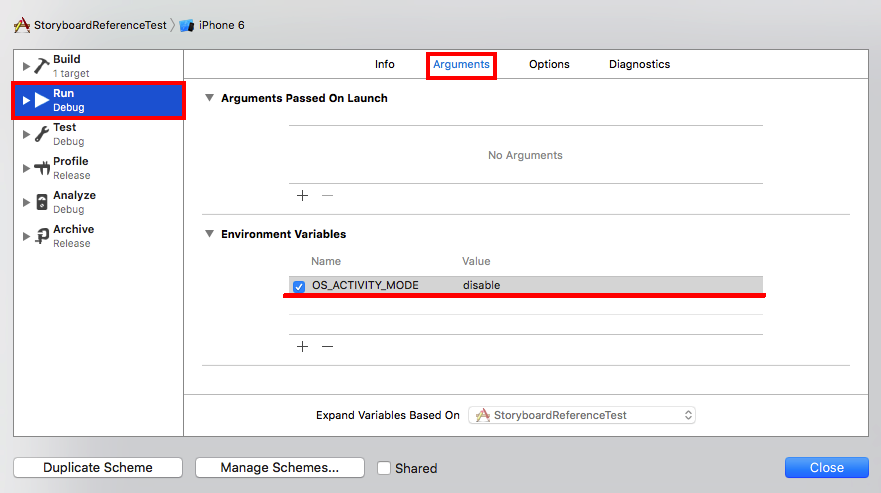 StoryboardReferenceTest iPhone 6
Build
1 target
Run
Debug
Test
Debug
Profile
Release
Analyze
Debug
Archive
Release
Info Arguments Options Diagnostics
Arguments Passed On Launch
No Arguments
Environment Variables
Name Value
OS_ACTIVITY_MODE disable
Expand Variables Based On StoryboardReferenceTest
Duplicate Scheme Manage Schemes... Shared Close